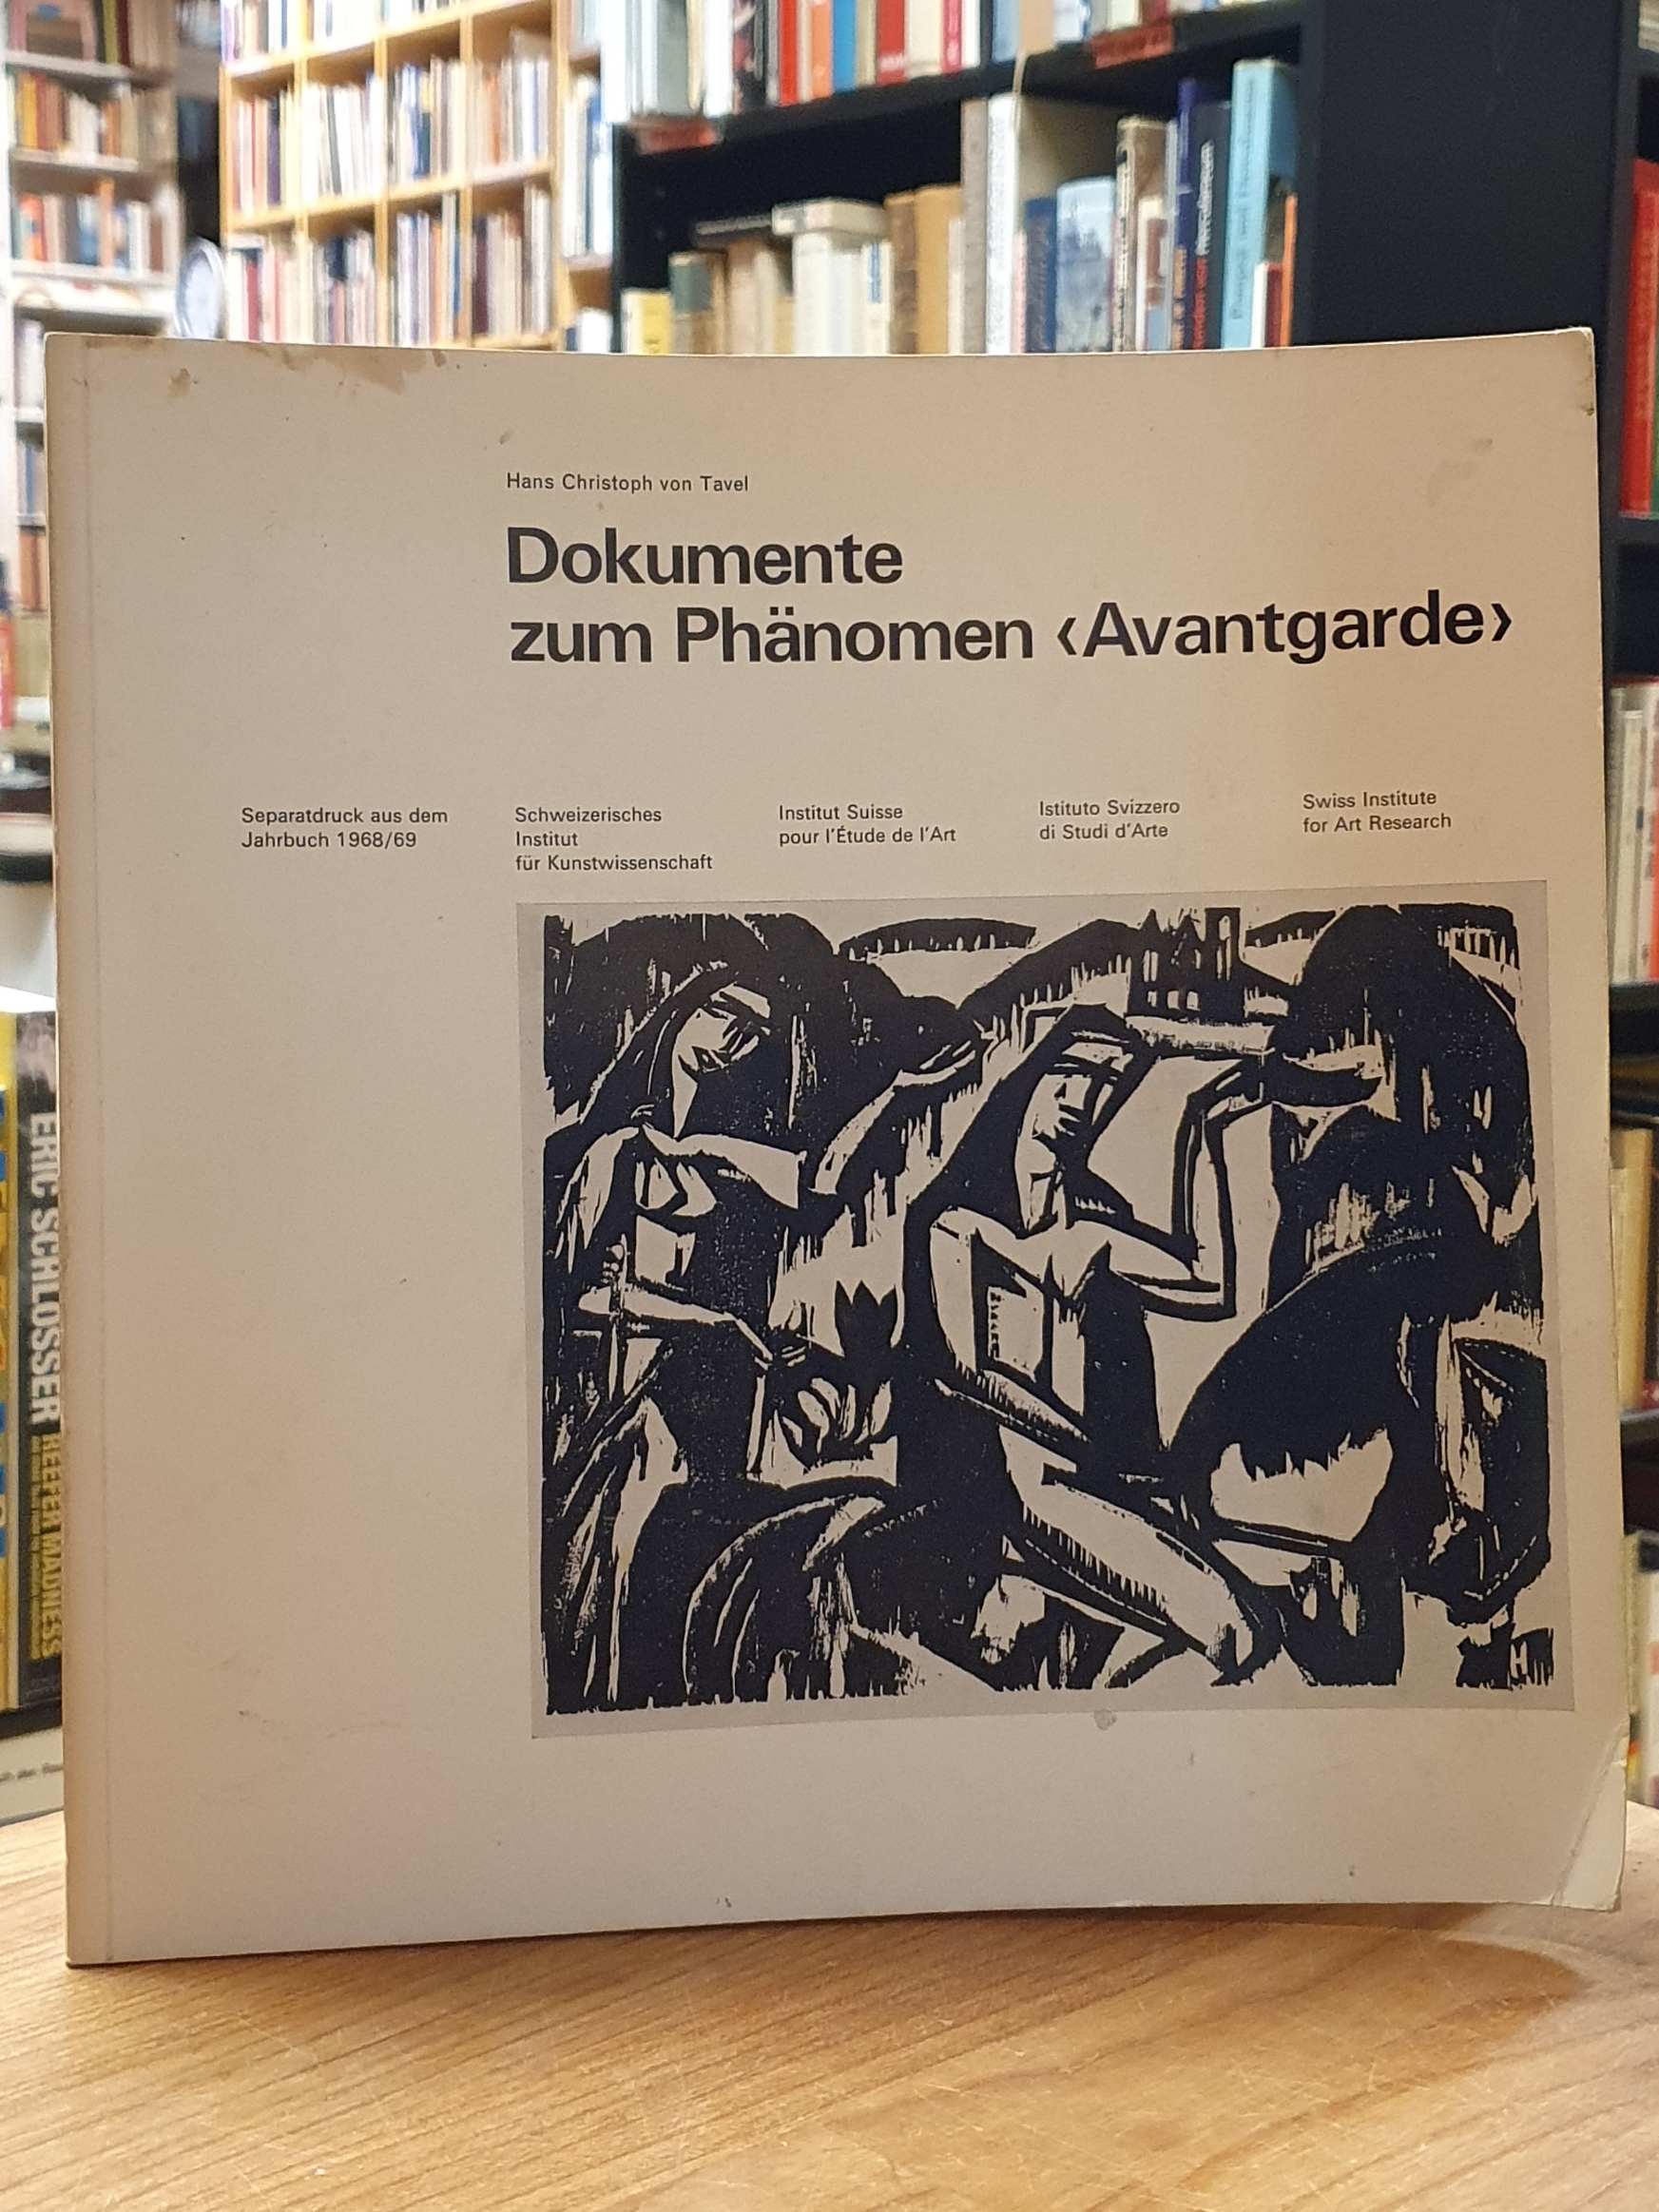 Hans Christoph von Tavel
Dokumente
zum Phänomen ‹Avantgarde›
Separatdruck aus dem
Jahrbuch 1968/69
Schweizerisches
Institut
für Kunstwissenschaft
Institut Suisse
pour l'Étude de l'Art
Istituto Svizzero
di Studi d'Arte
Swiss Institute
for Art Research
HM
ERIC SCHLOSSER REEFER MADNESS